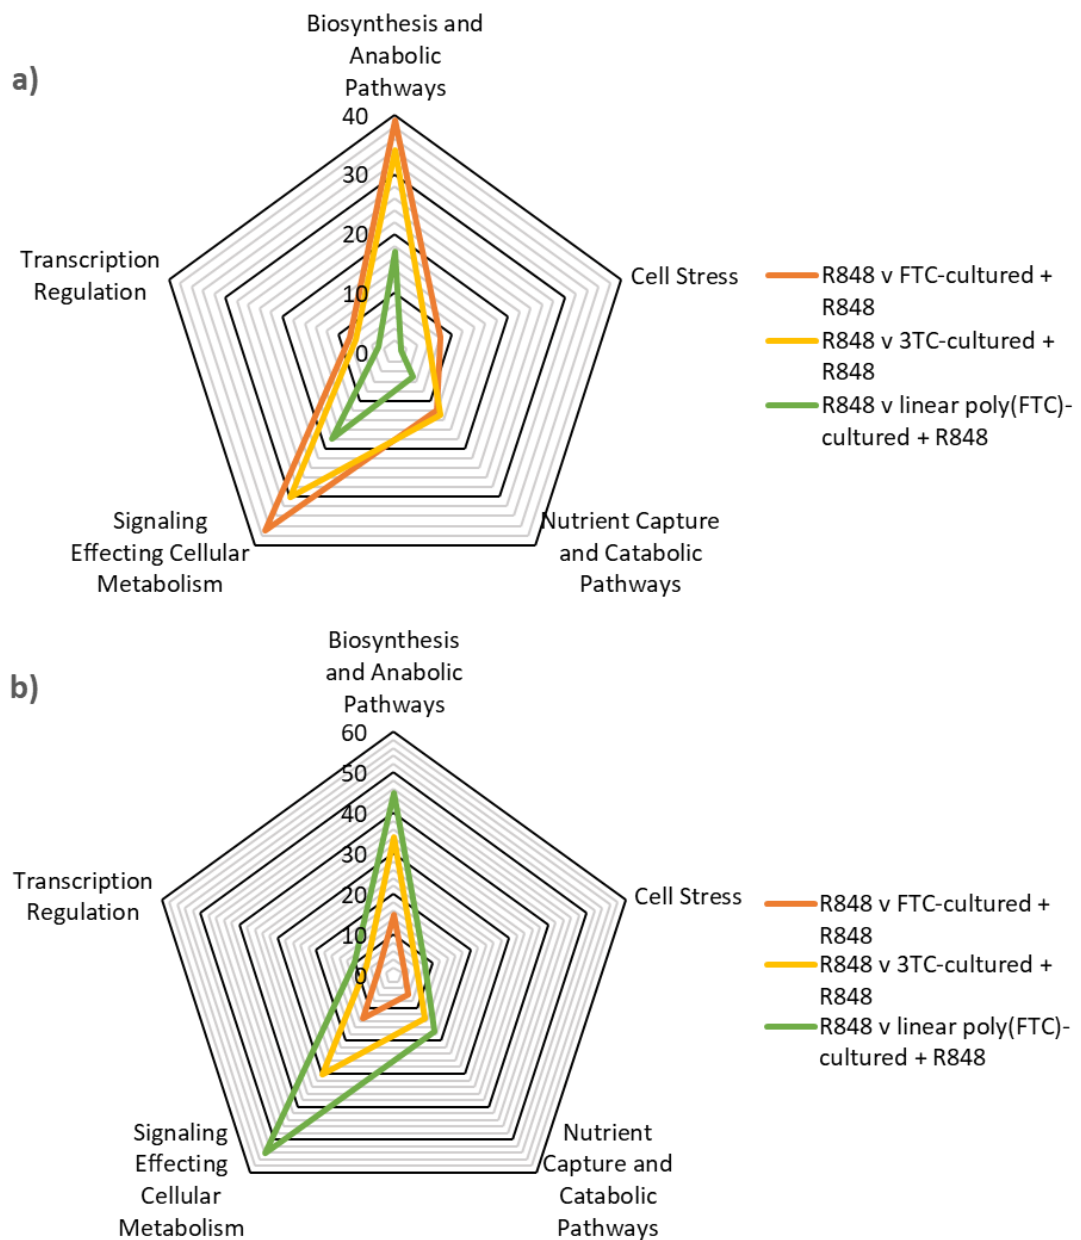 a)
Biosynthesis and
Anabolic
Pathways
40
30
20
10
0
Transcription
Regulation
Cell Stress
Signaling
Effecting Cellular
Metabolism
Nutrient Capture
and Catabolic
Pathways
R848 v FTC-cultured +
R848
R848 v 3TC-cultured +
R848
R848 v linear poly(FTC)-
cultured + R848
b)
Biosynthesis
and Anabolic
Pathways
60
50
40
30
20
10
0
Transcription
Regulation
Cell Stress
Signaling
Effecting
Cellular
Metabolism
Nutrient
Capture and
Catabolic
Pathways
R848 v FTC-cultured +
R848
R848 v 3TC-cultured +
R848
R848 v linear poly(FTC)-
cultured + R848